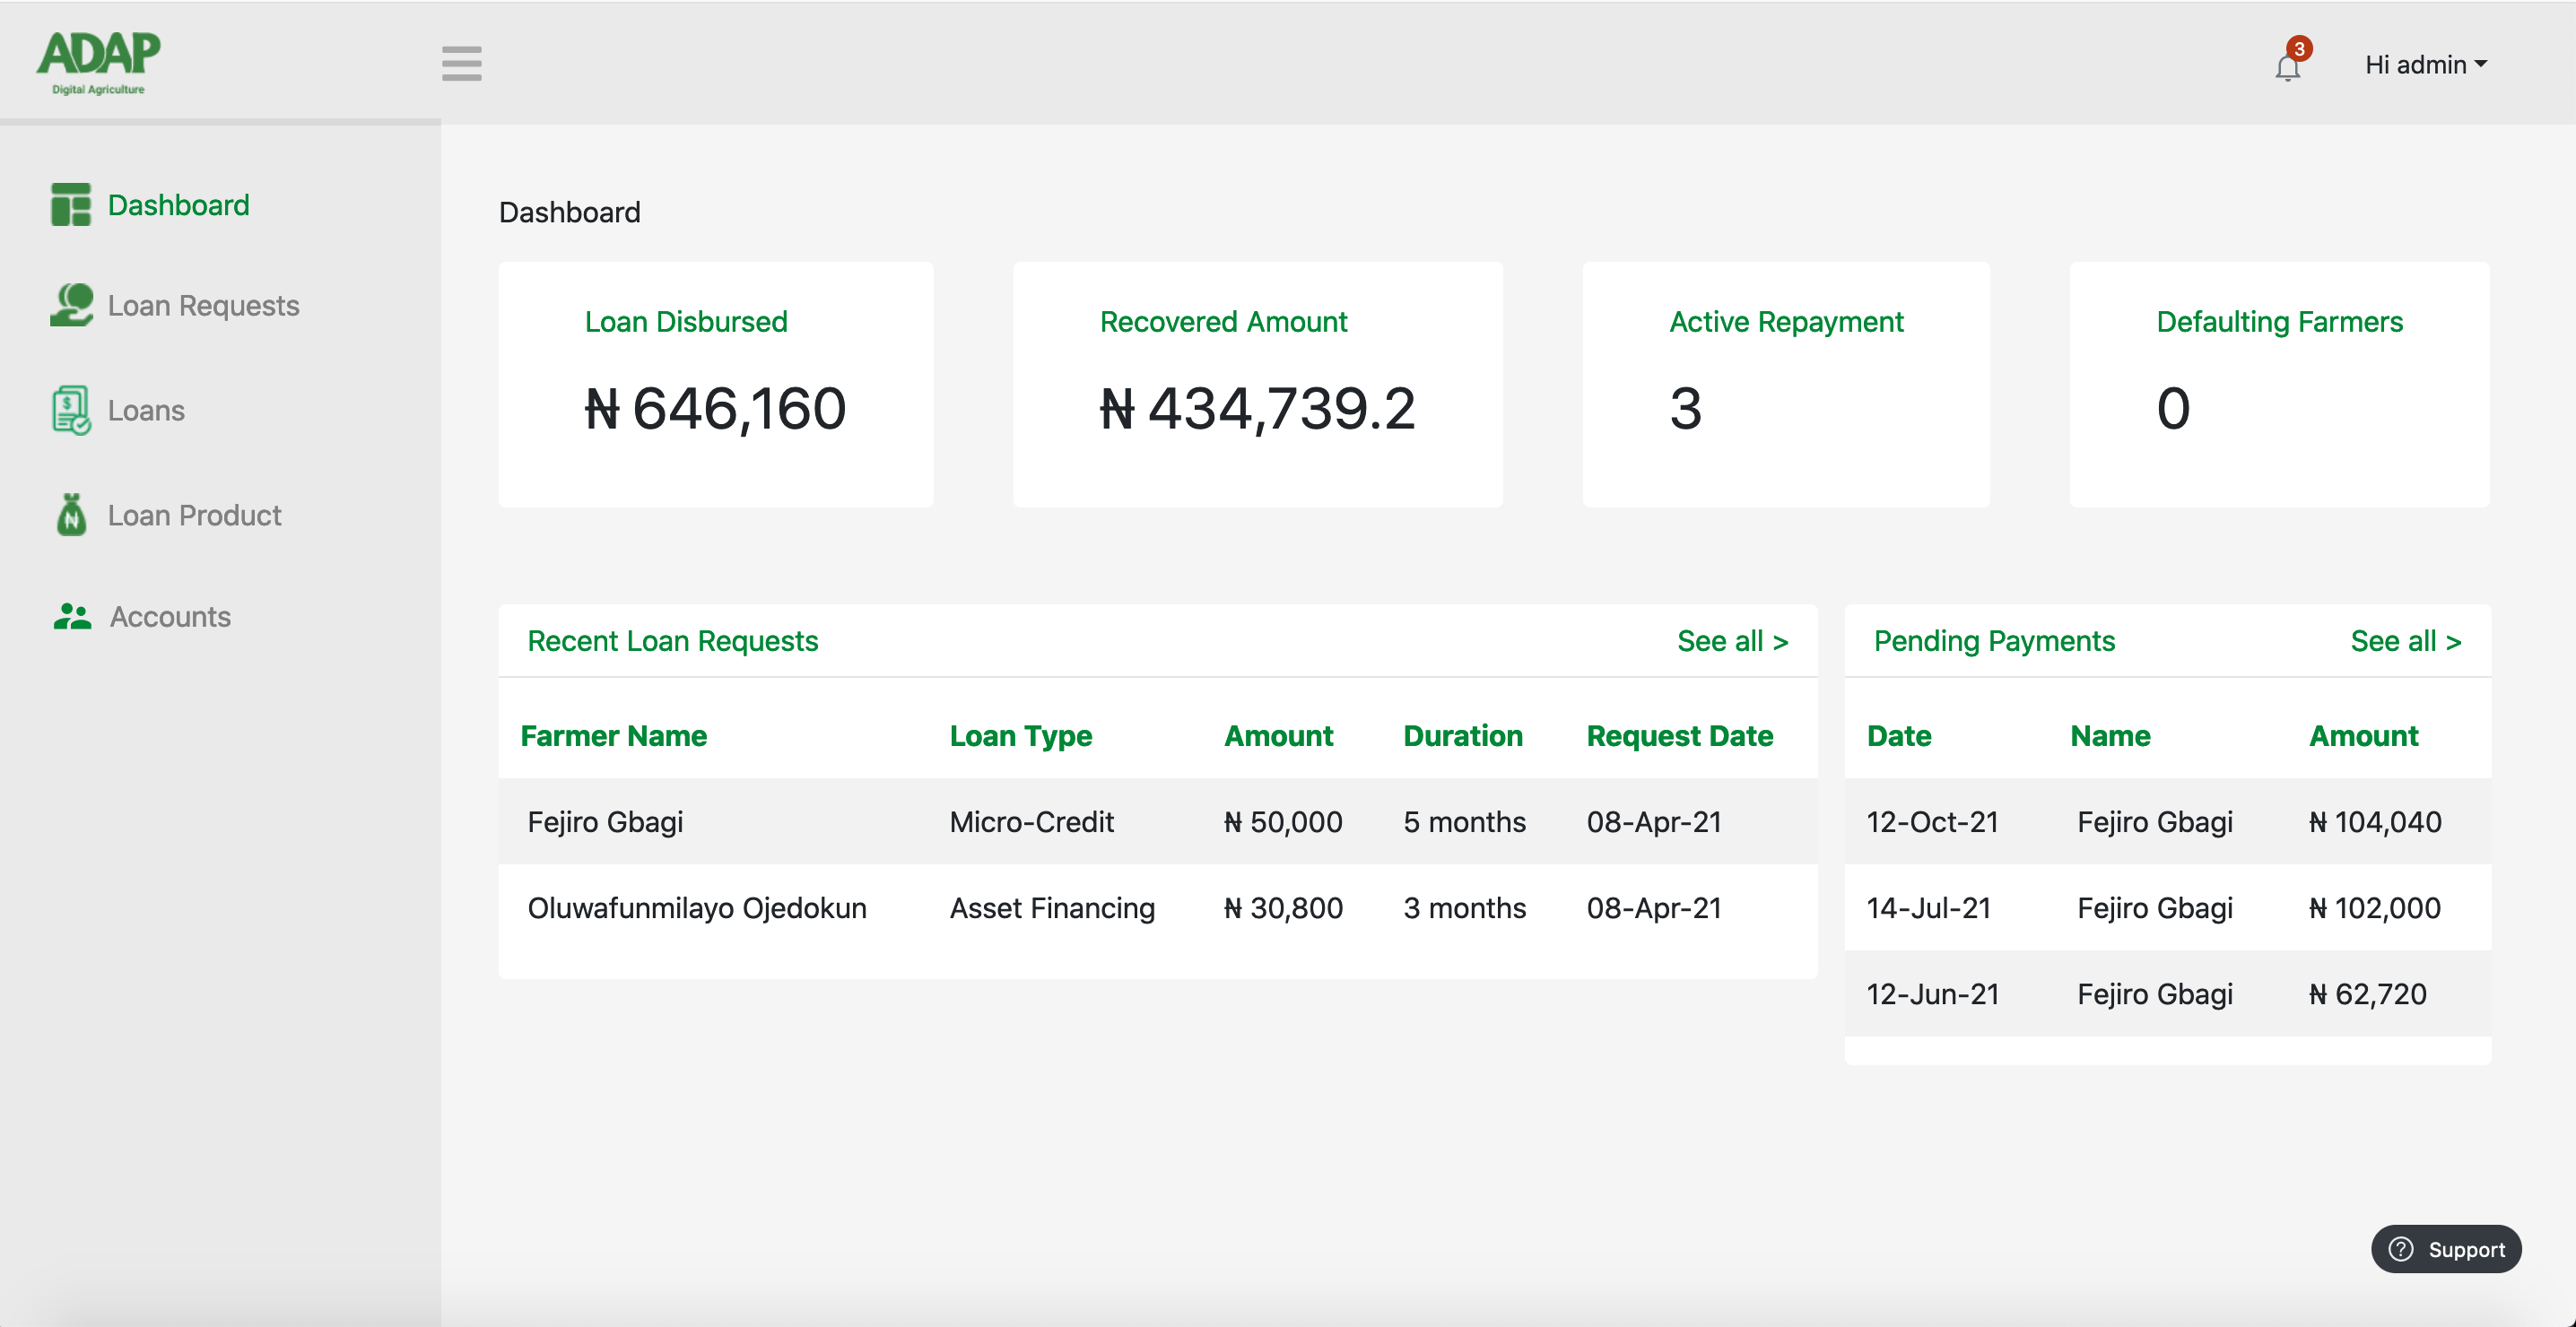 ADAP
Digital Agriculture
3
Hi admin
Dashboard
Loan Requests
Loans
Loan Product
Accounts
Dashboard
Loan Disbursed
₦ 646,160
Recovered Amount
₦ 434,739.2
Active Repayment
3
Defaulting Farmers
0
Recent Loan Requests See all >
Farmer Name Loan Type Amount Duration Request Date
Fejiro Gbagi Micro-Credit ₦ 50,000 5 months 08-Apr-21
Oluwafunmilayo Ojedokun Asset Financing ₦ 30,800 3 months 08-Apr-21
Pending Payments See all >
Date Name Amount
12-Oct-21 Fejiro Gbagi ₦ 104,040
14-Jul-21 Fejiro Gbagi ₦ 102,000
12-Jun-21 Fejiro Gbagi ₦ 62,720
? Support